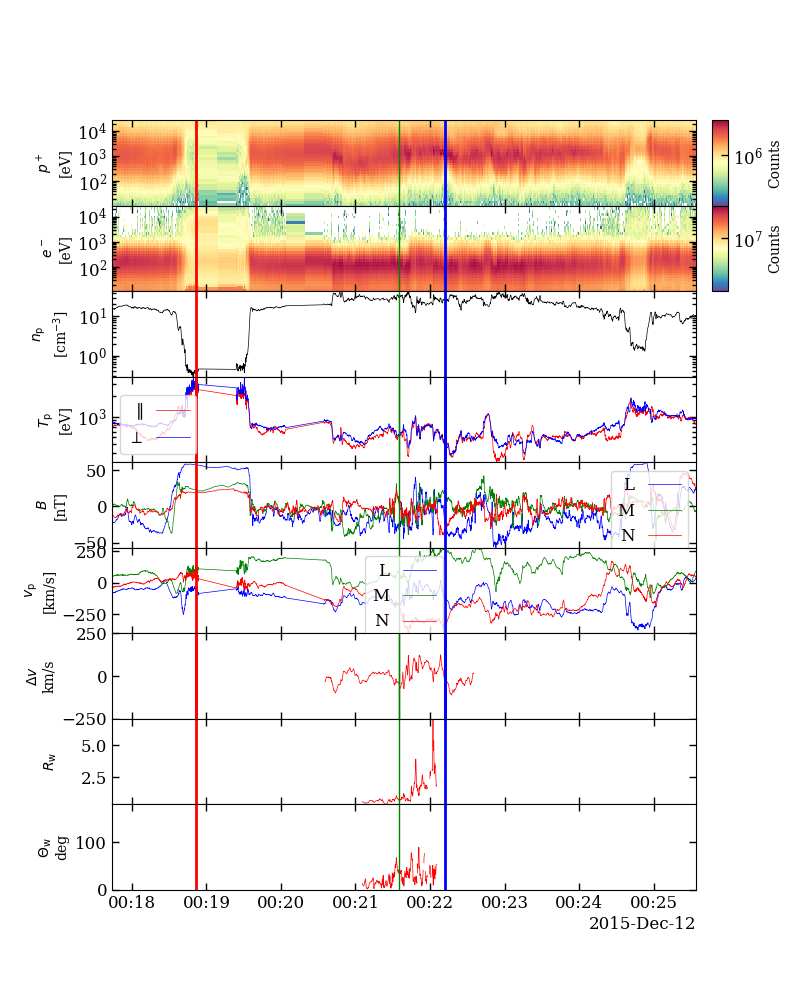 p⁺ [eV]
10⁴
10³
10²
10⁶
Counts
e⁻ [eV]
10⁴
10³
10²
10⁷
Counts
nₚ [cm⁻³]
10¹
10⁰
Tₚ [eV]
10³
∥
⊥
B [nT]
50
0
−50
L
M
N
vₚ [km/s]
250
0
−250
L
M
N
Δv km/s
250
0
−250
R_w
5.0
2.5
Θ_w deg
100
0
00:18 00:19 00:20 00:21 00:22 00:23 00:24 00:25
2015-Dec-12